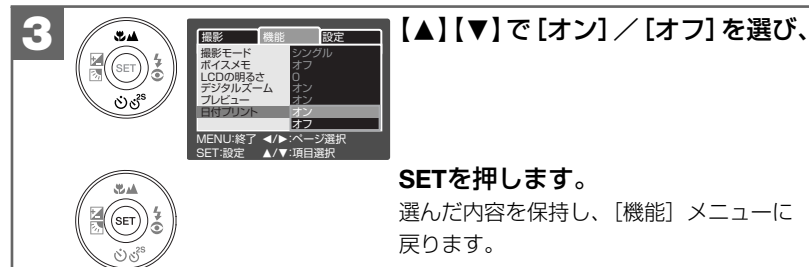 3
【▲】【▼】で［オン］／［オフ］を選び、
SET
2S
撮影 機能 設定
撮影モード シングル
ボイスメモ オフ
LCDの明るさ 0
デジタルズーム オン
プレビュー オン
日付プリント オン
オフ
MENU:終了 ◀/▶:ページ選択
SET:設定 ▲/▼:項目選択
SET
2S
SETを押します。
選んだ内容を保持し、［機能］メニューに
戻ります。